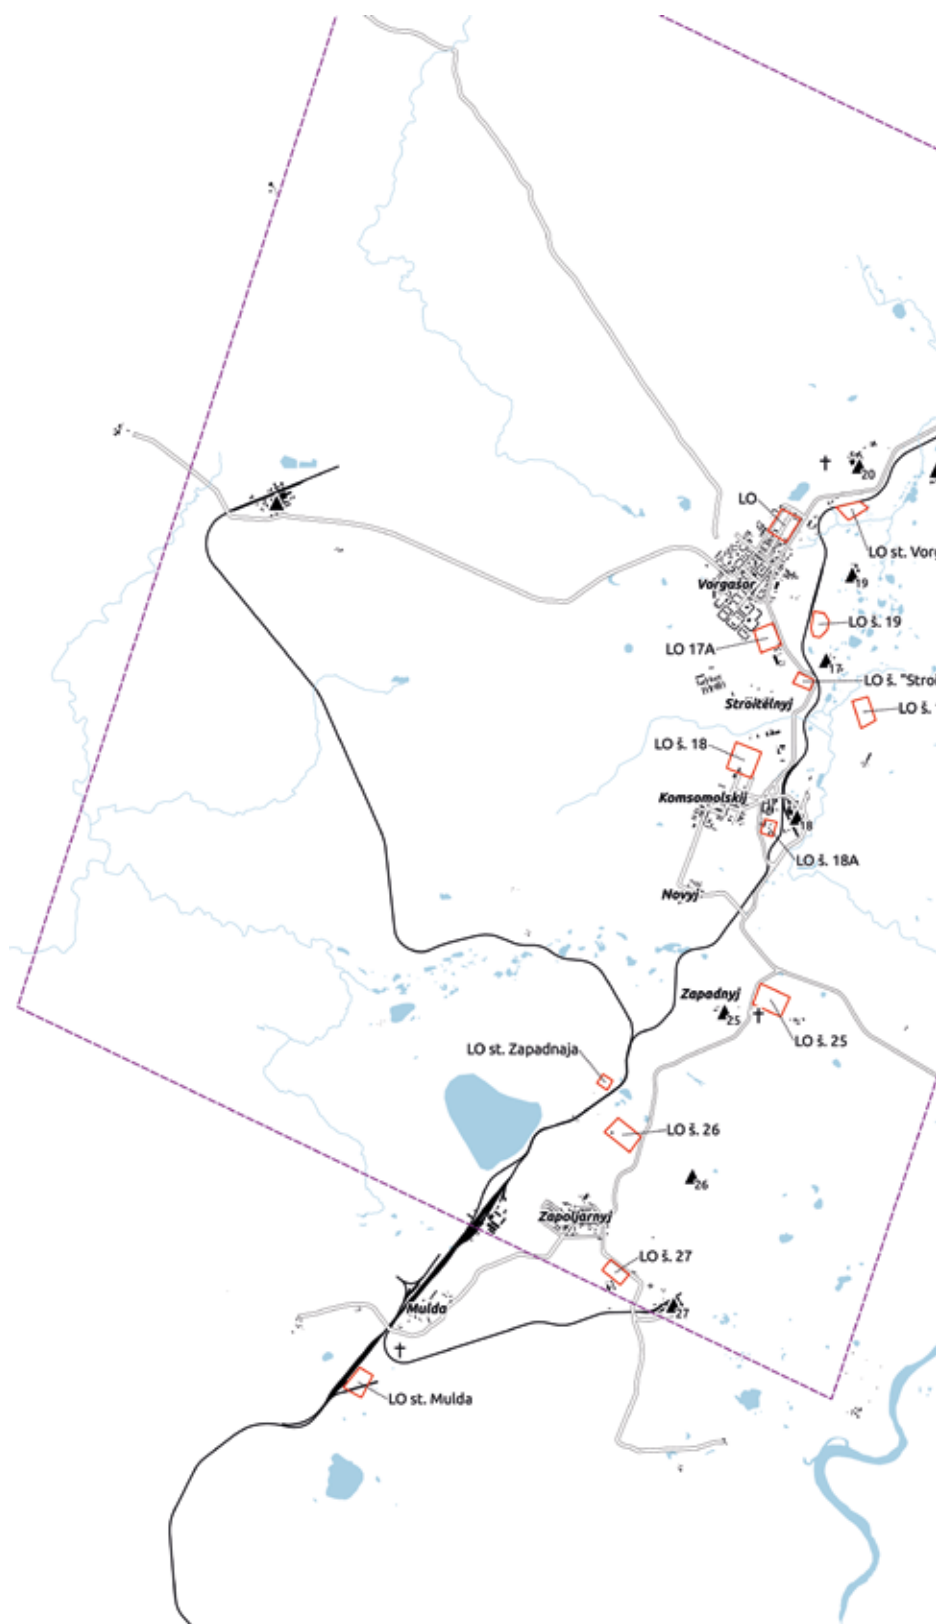 20
LO
LO st. Vorg
Vorgašor
19
LO š. 19
LO 17A
17
LO š. "Stroi
Stroitělnyj
LO š. 1
LO š. 18
Komsomolskij
18
LO š. 18A
Novyj
Zapadnyj
25
LO š. 25
LO st. Zapadnaja
LO š. 26
26
Zapoljarnyj
LO š. 27
Mulda
27
LO st. Mulda